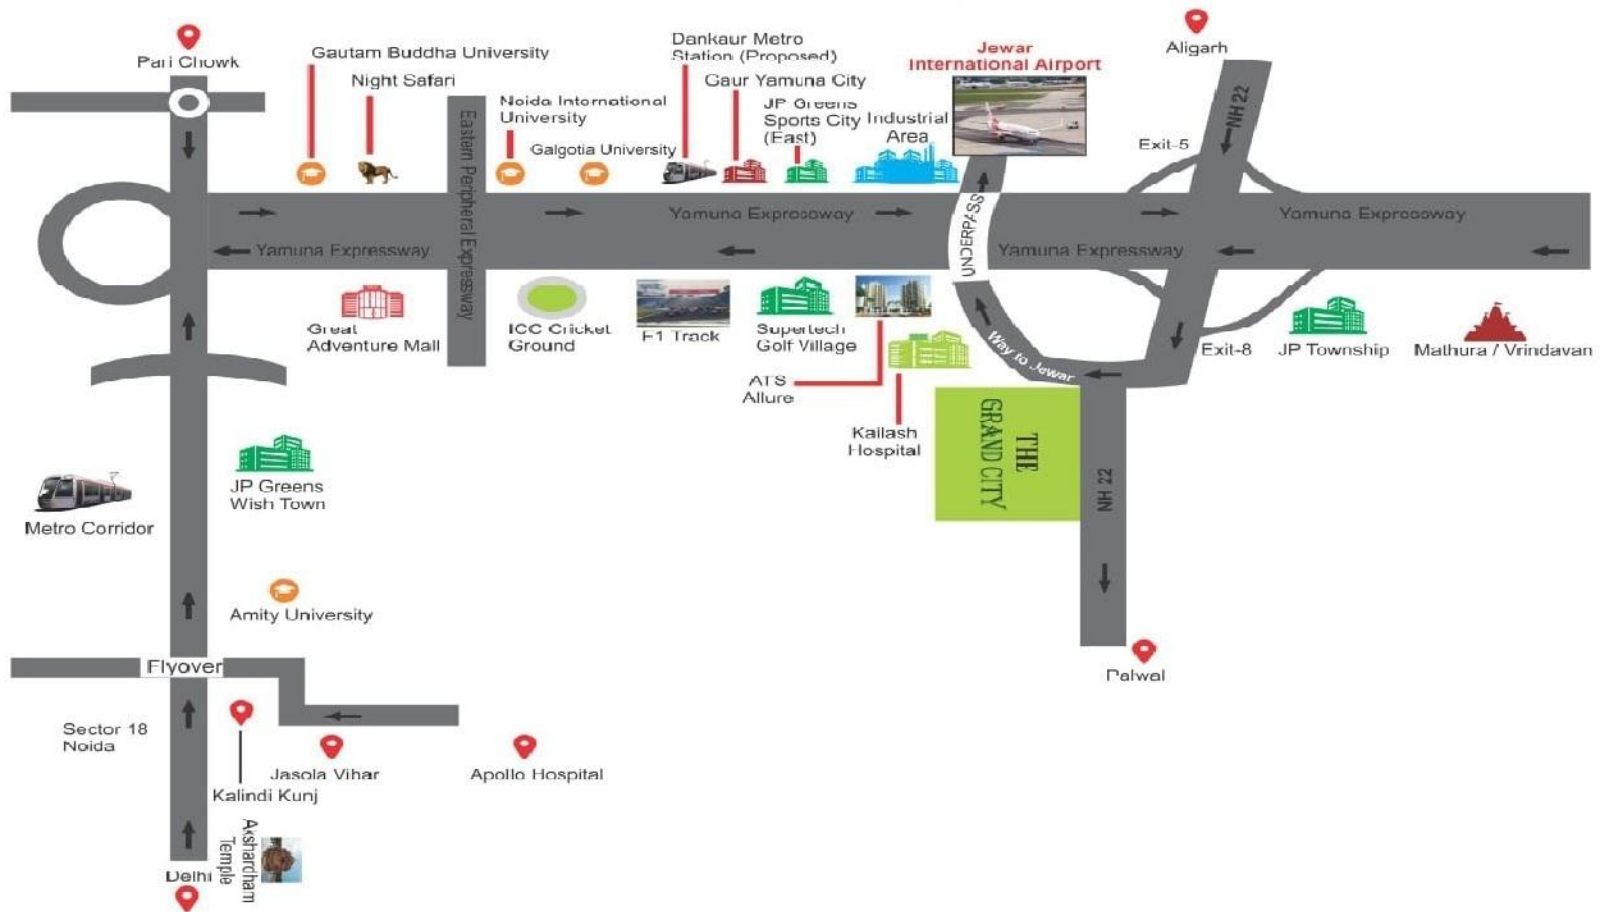 Pari Chowk
Gautam Buddha University
Night Safari
Eastern Peripheral Expressway
Noida International
University
Galgotia University
Dankaur Metro
Station (Proposed)
Gaur Yamuna City
JP Greens
Sports City
(East)
Industrial
Area
Jewar
International Airport
Aligarh
NH 22
Exit-5
Yamuna Expressway
Yamuna Expressway
Yamuna Expressway
Yamuna Expressway
UNDERPASS
Great
Adventure Mall
ICC Cricket
Ground
F1 Track
Supertech
Golf Village
ATS
Allure
Kailash
Hospital
Way to Jewar
Exit-8
JP Township
Mathura / Vrindavan
THE
GRAND CITY
NH 22
Palwal
JP Greens
Wish Town
Metro Corridor
Amity University
Flyover
Sector 18
Noida
Kalindi Kunj
Jasola Vihar
Apollo Hospital
Akshardham
Temple
Delhi